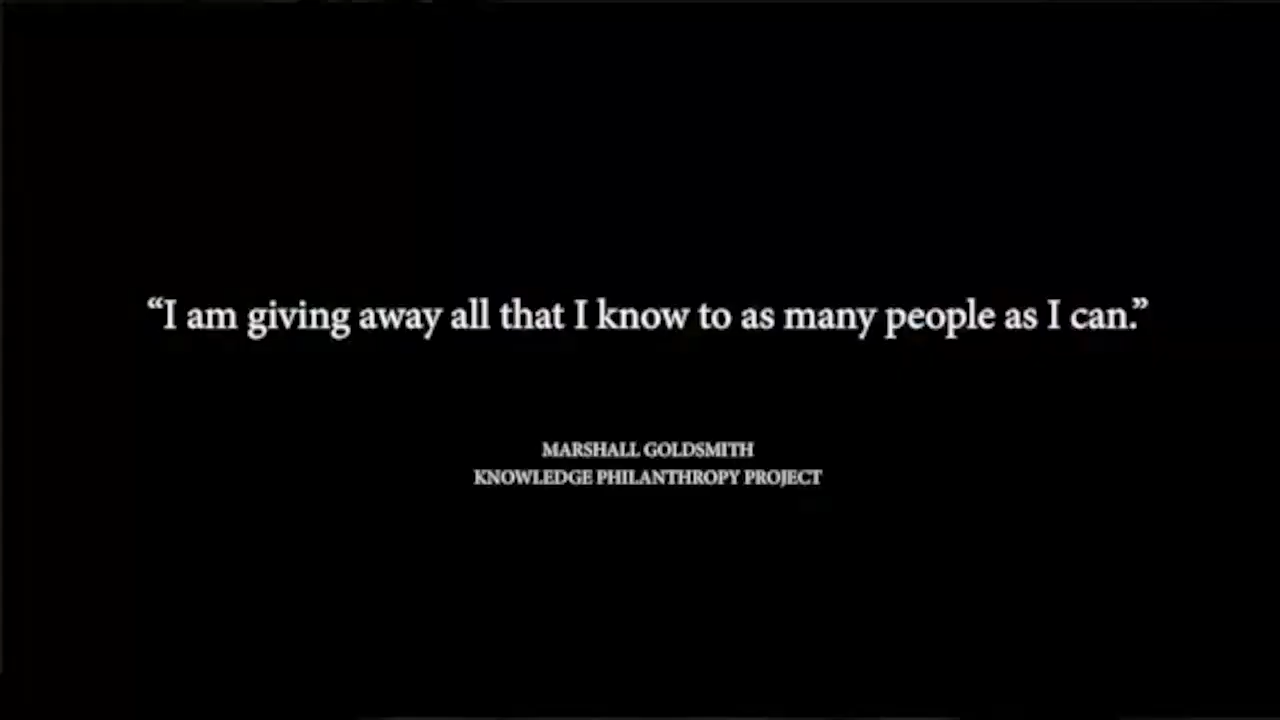 “I am giving away all that I know to as many people as I can.”
MARSHALL GOLDSMITH
KNOWLEDGE PHILANTHROPY PROJECT